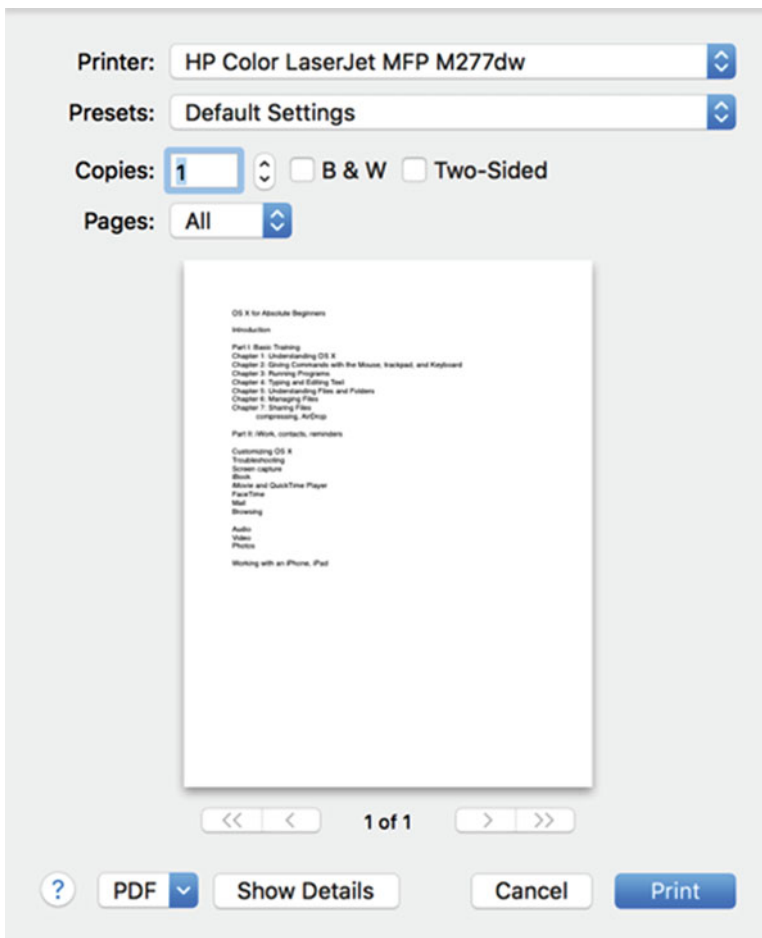 Printer: HP Color LaserJet MFP M277dw
Presets: Default Settings
Copies: 1 B & W Two-Sided
Pages: All
OS X for Absolute Beginners
Introduction
Part I: Basic Training
Chapter 1: Understanding OS X
Chapter 2: Giving Commands with the Mouse, trackpad, and Keyboard
Chapter 3: Running Programs
Chapter 4: Typing and Editing Text
Chapter 5: Understanding Files and Folders
Chapter 6: Managing Files
Chapter 7: Sharing Files
compressing, AirDrop
Part II: iWork, contacts, reminders
Customizing OS X
Troubleshooting
Screen capture
iBook
iMovie and QuickTime Player
FaceTime
Mail
Browsing
Audio
Video
Photos
Working with an iPhone, iPad
<< < 1 of 1 > >>
? PDF Show Details Cancel Print